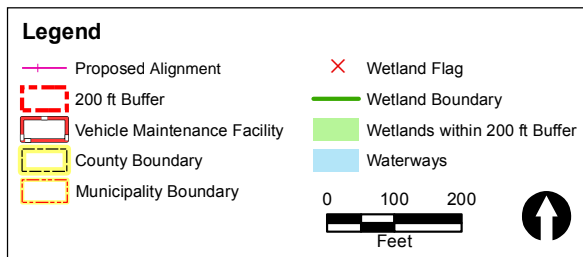 Legend
Proposed Alignment
200 ft Buffer
Vehicle Maintenance Facility
County Boundary
Municipality Boundary
Wetland Flag
Wetland Boundary
Wetlands within 200 ft Buffer
Waterways
0 100 200
Feet